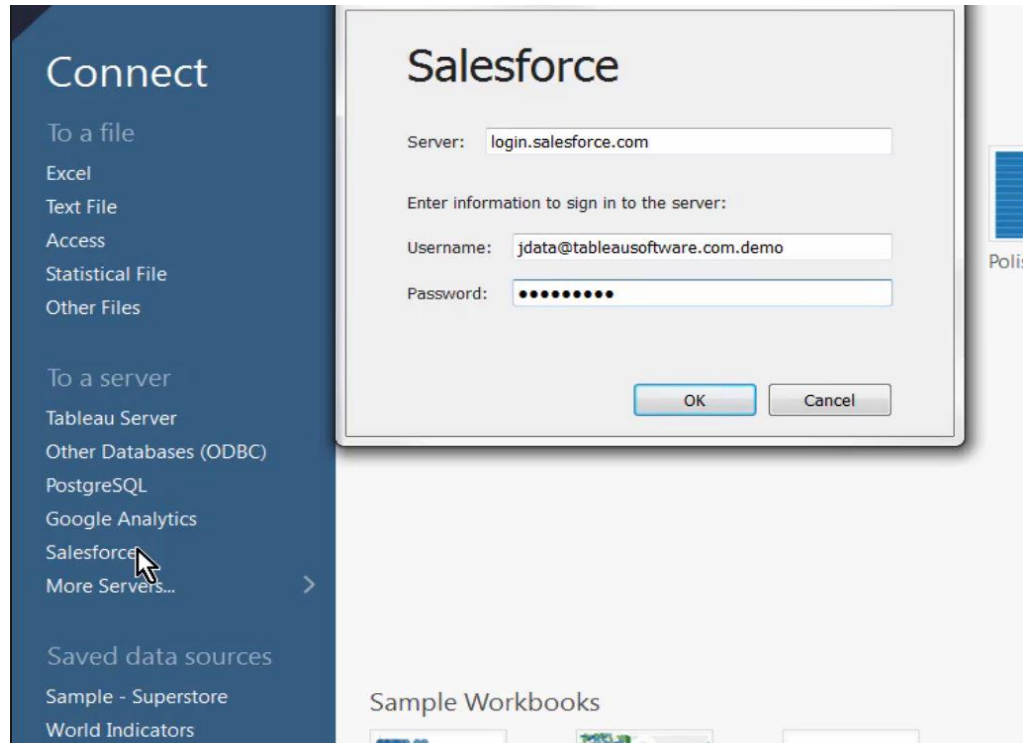 Connect
To a file
Excel
Text File
Access
Statistical File
Other Files
To a server
Tableau Server
Other Databases (ODBC)
PostgreSQL
Google Analytics
Salesforce
More Servers...
Saved data sources
Sample - Superstore
World Indicators
Salesforce
Server: login.salesforce.com
Enter information to sign in to the server:
Username: jdata@tableausoftware.com.demo
Password: •••••••••
OK Cancel
Sample Workbooks